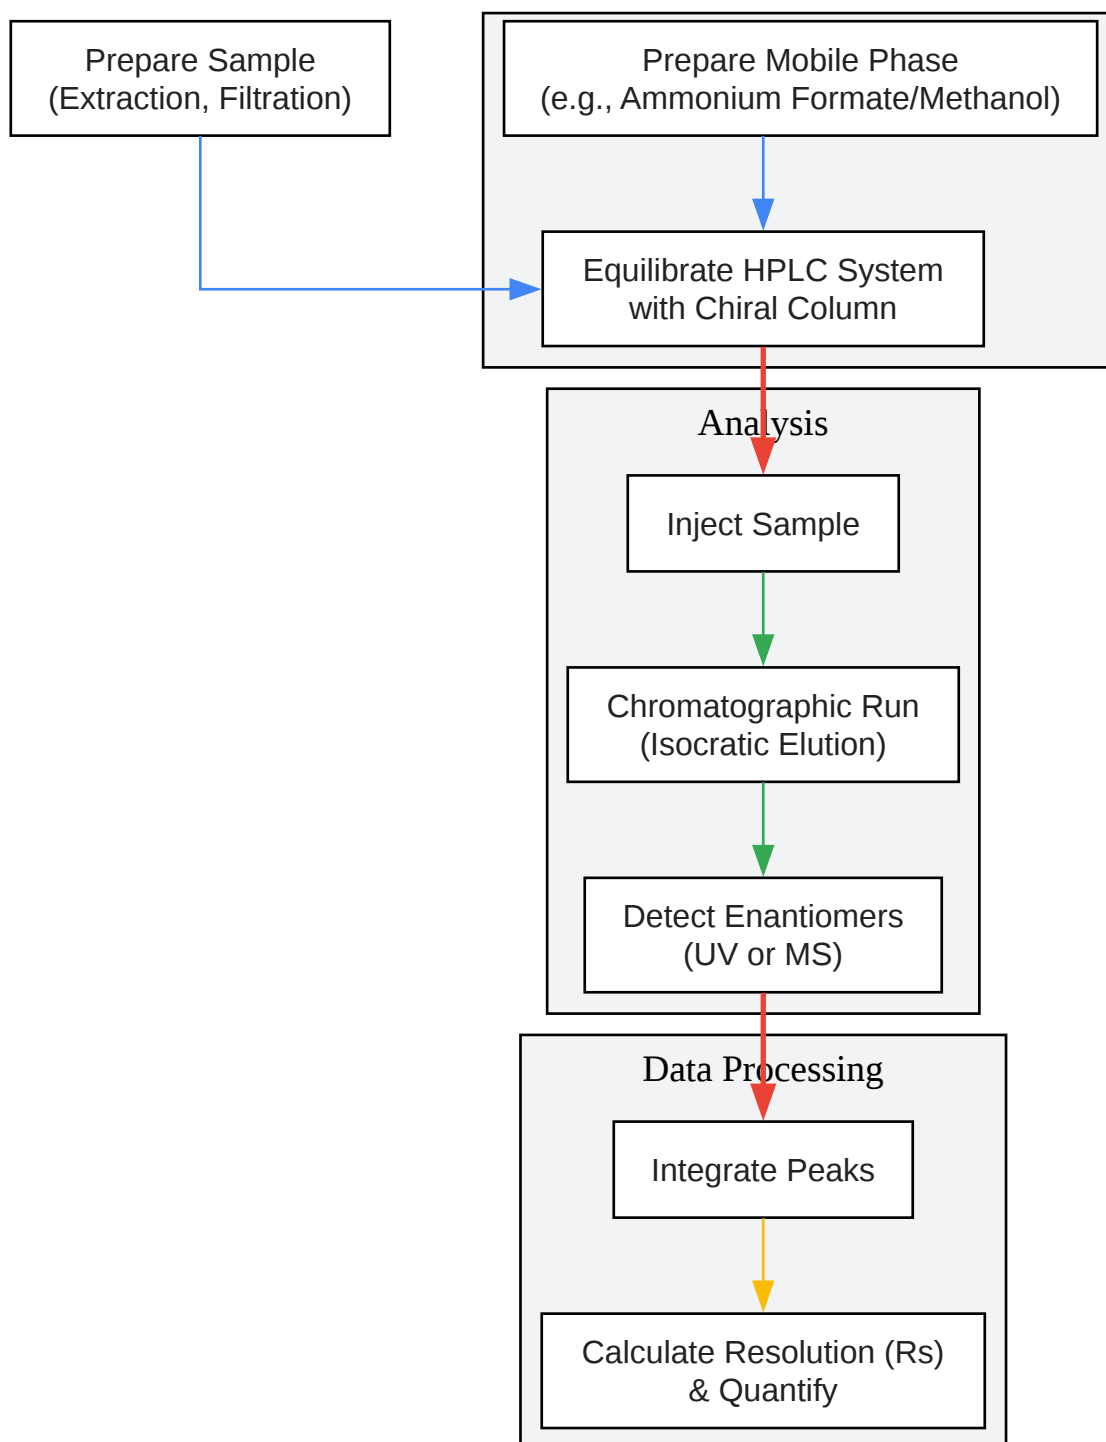 Prepare Sample
(Extraction, Filtration)
Prepare Mobile Phase
(e.g., Ammonium Formate/Methanol)
Equilibrate HPLC System
with Chiral Column
Analysis
Inject Sample
Chromatographic Run
(Isocratic Elution)
Detect Enantiomers
(UV or MS)
Data Processing
Integrate Peaks
Calculate Resolution (Rs)
& Quantify